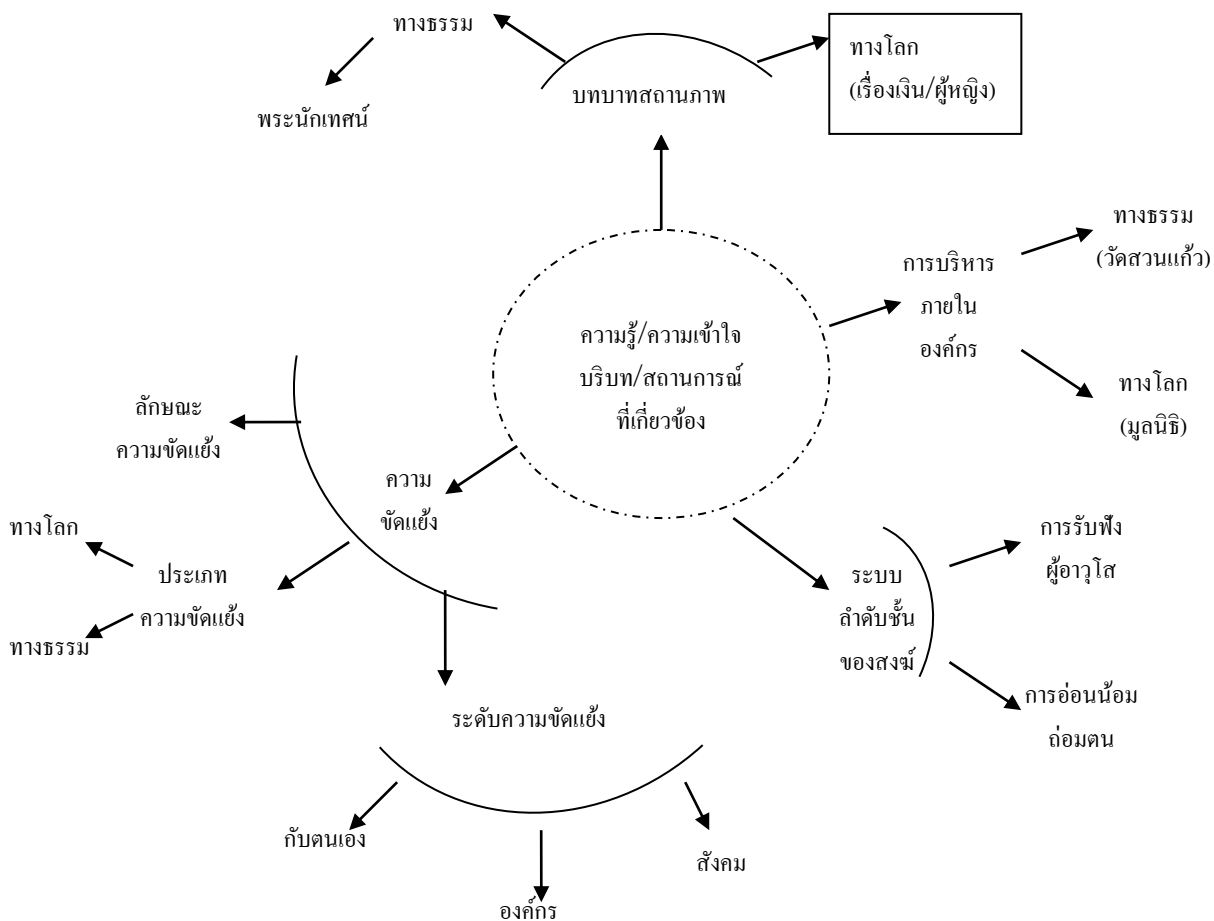 ทางธรรม
พระนักเทศน์
บทบาทสถานภาพ
ทางโลก
(เรื่องเงิน/ผู้หญิง)
ความรู้/ความเข้าใจ
บริบท/สถานการณ์
ที่เกี่ยวข้อง
การบริหาร
ภายใน
องค์กร
ทางธรรม
(วัดสวนแก้ว)
ทางโลก
(มูลนิธิ)
ความ
ขัดแย้ง
ลักษณะ
ความขัดแย้ง
ประเภท
ความขัดแย้ง
ทางโลก
ทางธรรม
ระดับความขัดแย้ง
กับตนเอง
องค์กร
สังคม
ระบบ
ลำดับชั้น
ของสงฆ์
การรับฟัง
ผู้อาวุโส
การอ่อนน้อม
ถ่อมตน